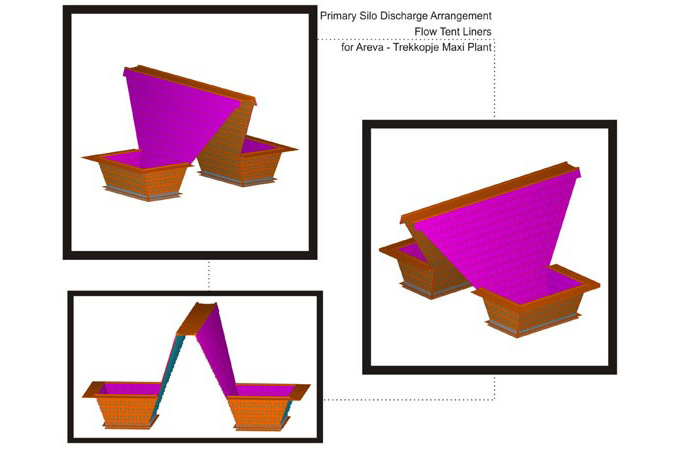 Primary Silo Discharge Arrangement
Flow Tent Liners
for Areva - Trekkopje Maxi Plant